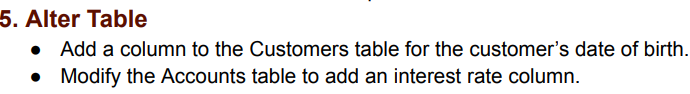 5. Alter Table
● Add a column to the Customers table for the customer’s date of birth.
● Modify the Accounts table to add an interest rate column.